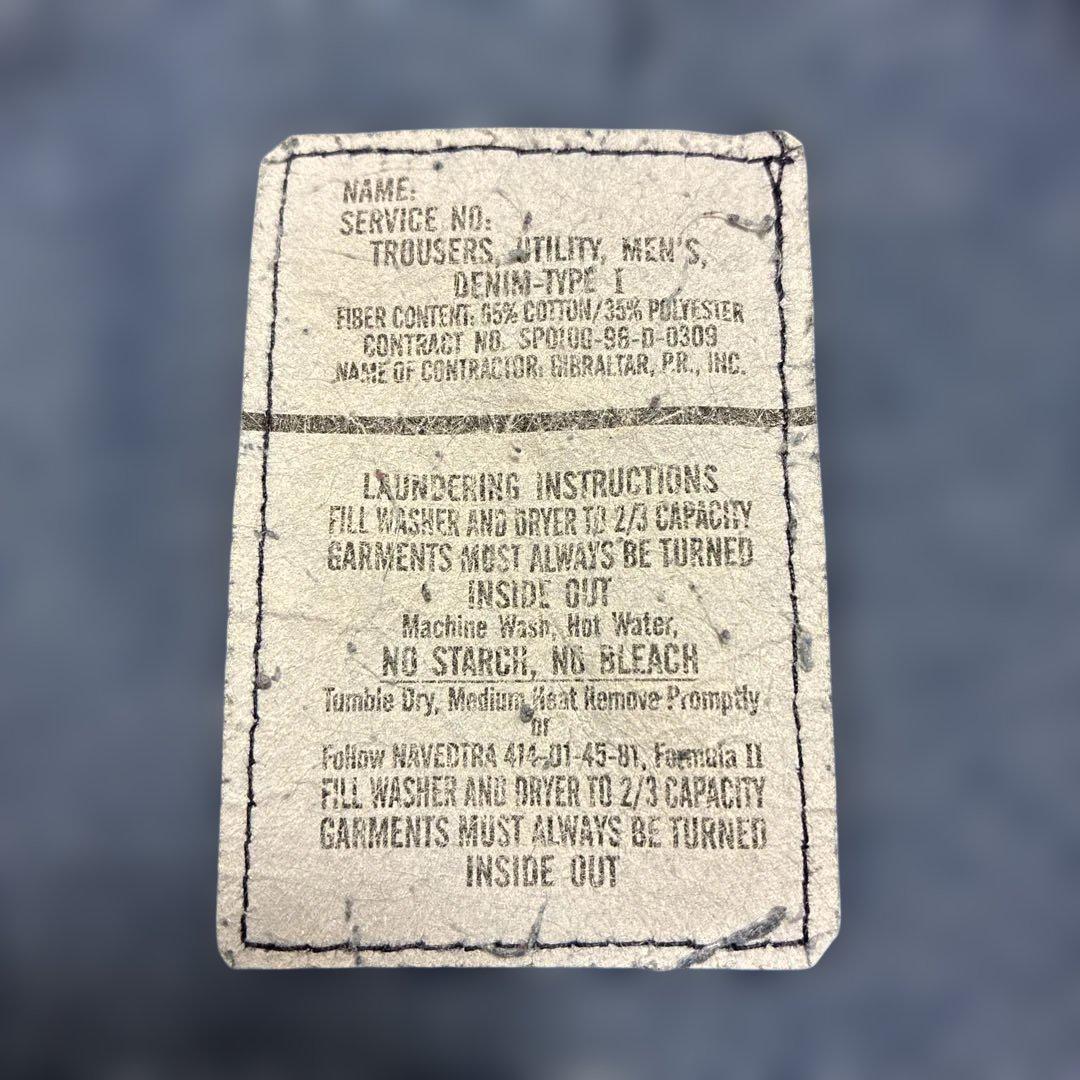 NAME:
SERVICE NO:
TROUSERS, UTILITY, MEN'S,
DENIM-TYPE I
FIBER CONTENT: 65% COTTON/35% POLYESTER
CONTRACT NO. SP0100-96-D-0309
NAME OF CONTRACTOR: GIBRALTAR, P.R., INC.
LAUNDERING INSTRUCTIONS
FILL WASHER AND DRYER TO 2/3 CAPACITY
GARMENTS MUST ALWAYS BE TURNED
INSIDE OUT
Machine Wash, Hot Water,
NO STARCH, NO BLEACH
Tumble Dry, Medium Heat Remove Promptly
or
Follow NAVEDTRA 414-01-45-81, Formula II
FILL WASHER AND DRYER TO 2/3 CAPACITY
GARMENTS MUST ALWAYS BE TURNED
INSIDE OUT